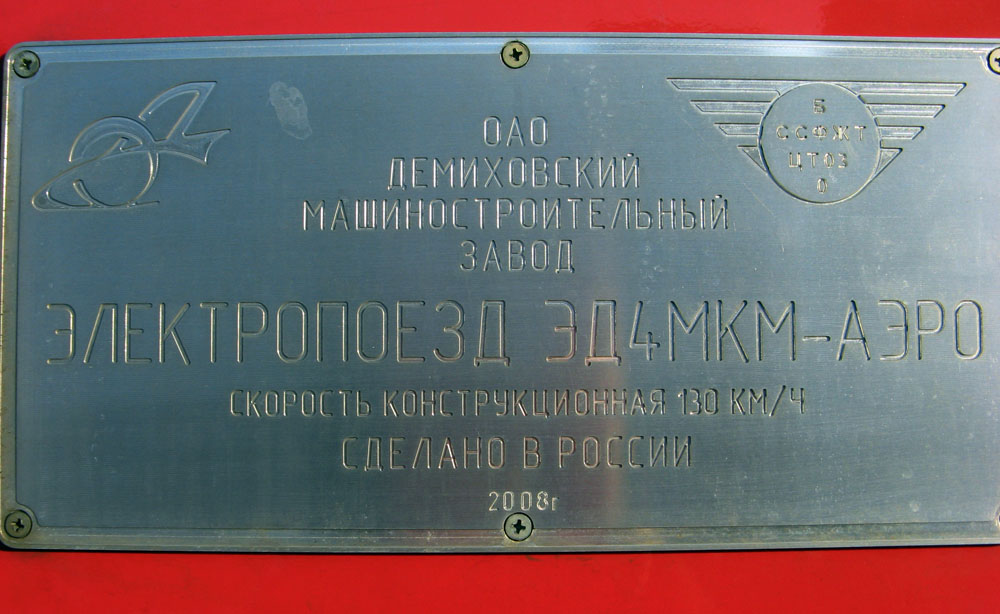 ОАО
ДЕМИХОВСКИЙ
МАШИНОСТРОИТЕЛЬНЫЙ
ЗАВОД
Б
ССФЖТ
ЦТ03
0
ЭЛЕКТРОПОЕЗД ЭД4МКМ-АЭРО
СКОРОСТЬ КОНСТРУКЦИОННАЯ 130 КМ/Ч
СДЕЛАНО В РОССИИ
2008г